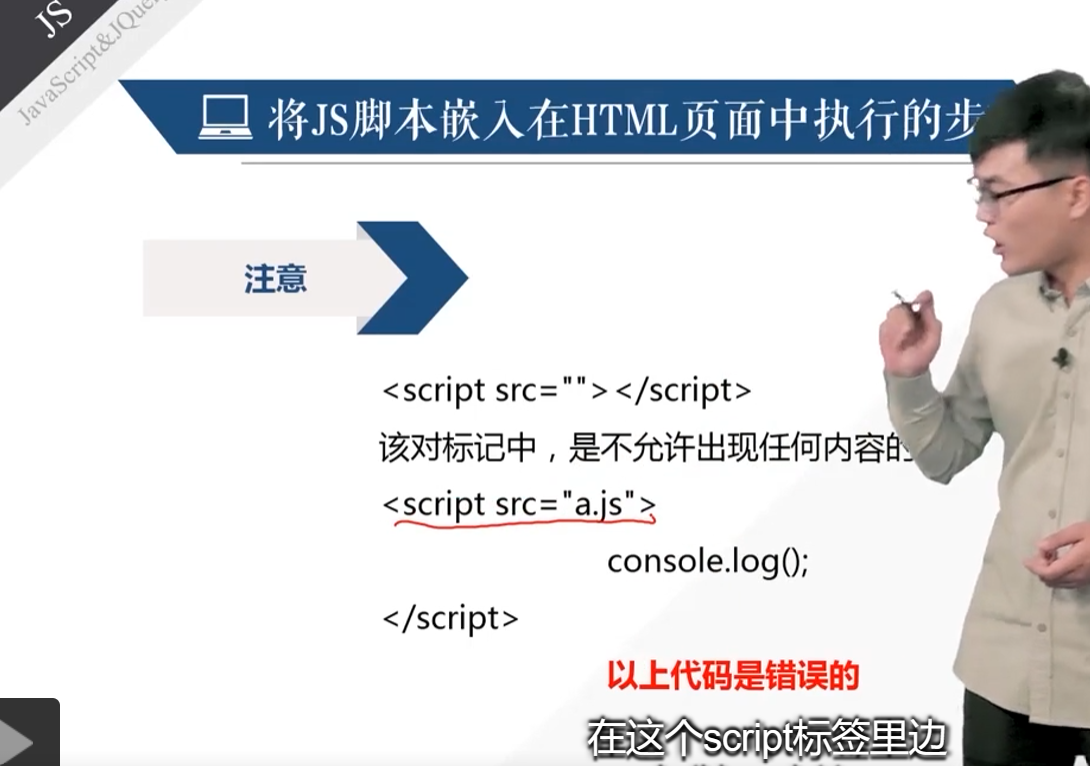 JS
JavaScript&JQue
将JS脚本嵌入在HTML页面中执行的步
注意
<script src=""></script>
该对标记中，是不允许出现任何内容的
<script src="a.js">
console.log();
</script>
以上代码是错误的
在这个script标签里边